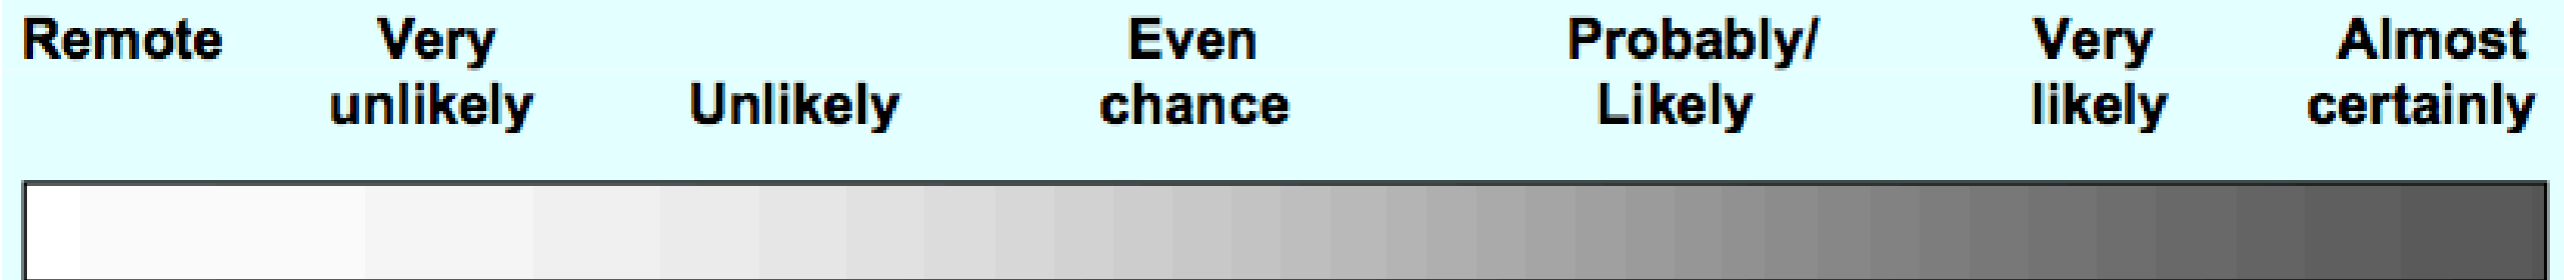 Remote
Very
unlikely
Unlikely
Even
chance
Probably/
Likely
Very
likely
Almost
certainly